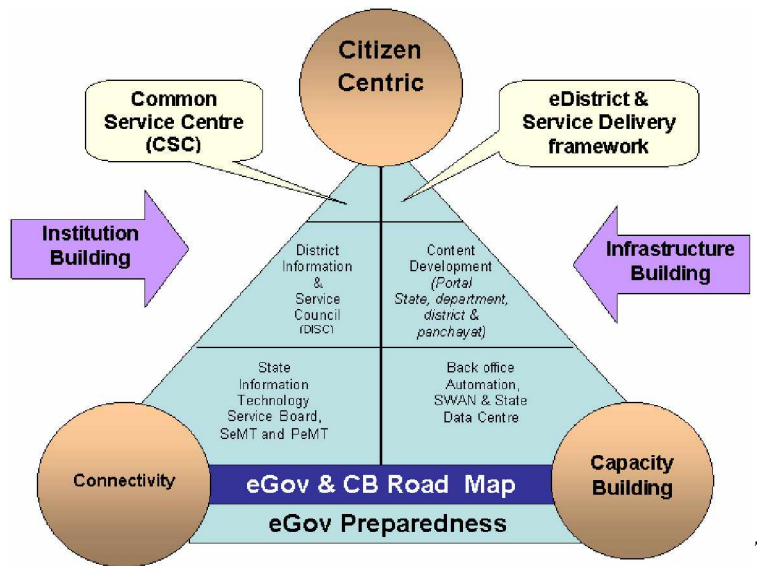 Citizen
Centric
Common
Service Centre
(CSC)
eDistrict &
Service Delivery
framework
Institution
Building
Infrastructure
Building
District
Information
&
Service
Council
(DISC)
Content
Development
(Portal
State, department,
district &
panchayat)
State
Information
Technology
Service Board,
SeMT and PeMT
Back office
Automation,
SWAN & State
Data Centre
Connectivity
Capacity
Building
eGov & CB Road Map
eGov Preparedness
,